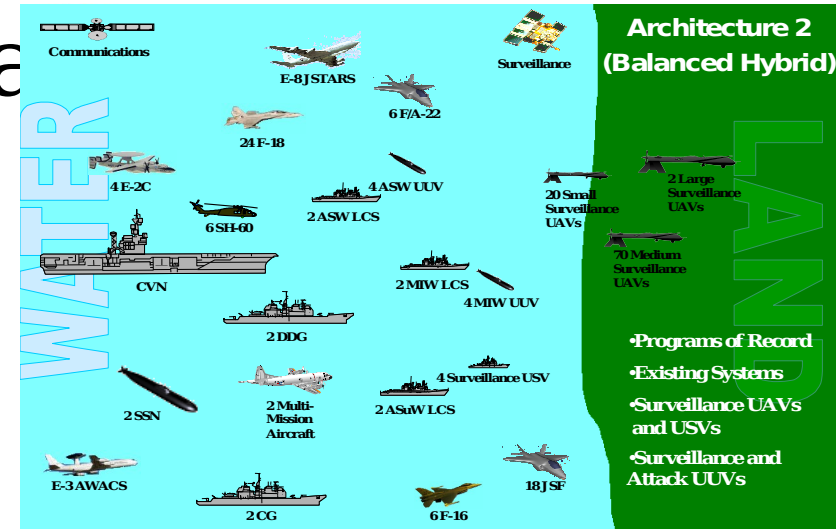 a
Architecture 2
(Balanced Hybrid)
Communications
E-8 JSTARS
Surveillance
6 F/A-22
24 F-18
4 E-2C
4 ASW UUV
2 ASW LCS
6 SH-60
20 Small
Surveillance
UAVs
2 Large
Surveillance
UAVs
70 Medium
Surveillance
UAVs
WATER
LAND
CVN
2 MIW LCS
4 MIW UUV
2 DDG
4 Surveillance USV
2 SSN
2 Multi-
Mission
Aircraft
2 ASuW LCS
•Programs of Record
•Existing Systems
•Surveillance UAVs
and USVs
•Surveillance and
Attack UUVs
E-3 AWACS
2 CG
6 F-16
18 JSF